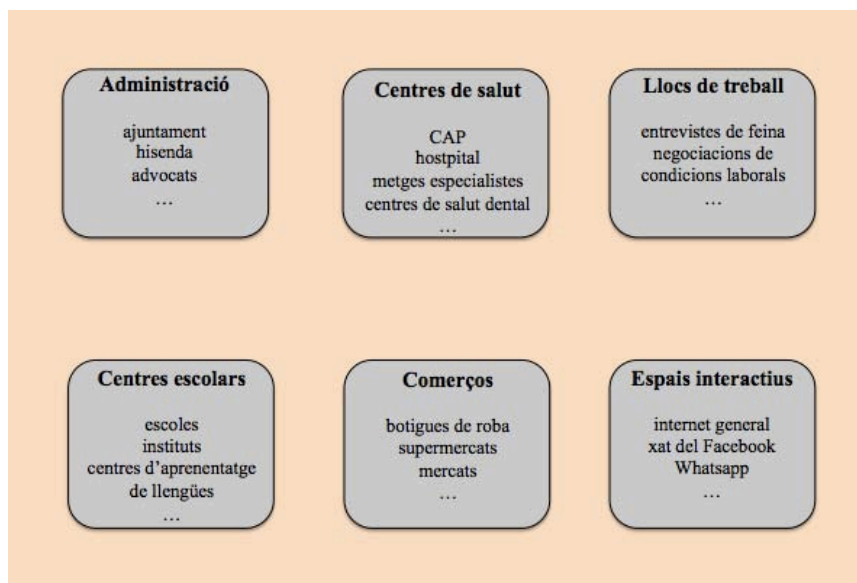 Administració
ajuntament
hisenda
advocats
…
Centres de salut
CAP
hostpital
metges especialistes
centres de salut dental
…
Llocs de treball
entrevistes de feina
negociacions de
condicions laborals
…
Centres escolars
escoles
instituts
centres d’aprenentatge
de llengües
…
Comerços
botigues de roba
supermercats
mercats
…
Espais interactius
internet general
xat del Facebook
Whatsapp
…